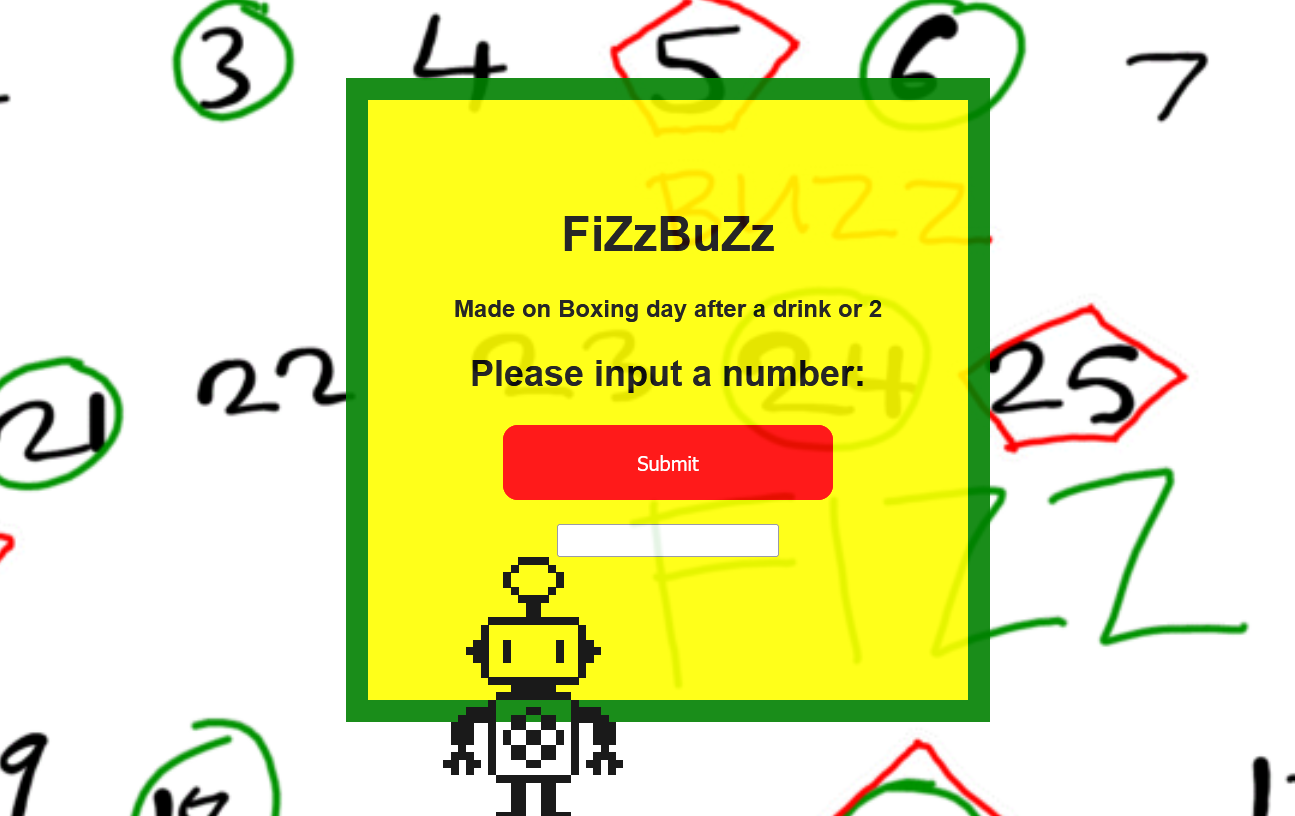 3 4 5 6 7
BUZZ
FiZzBuZz
Made on Boxing day after a drink or 2
21 22 23 24 25
Please input a number:
Submit
FIZZ
9